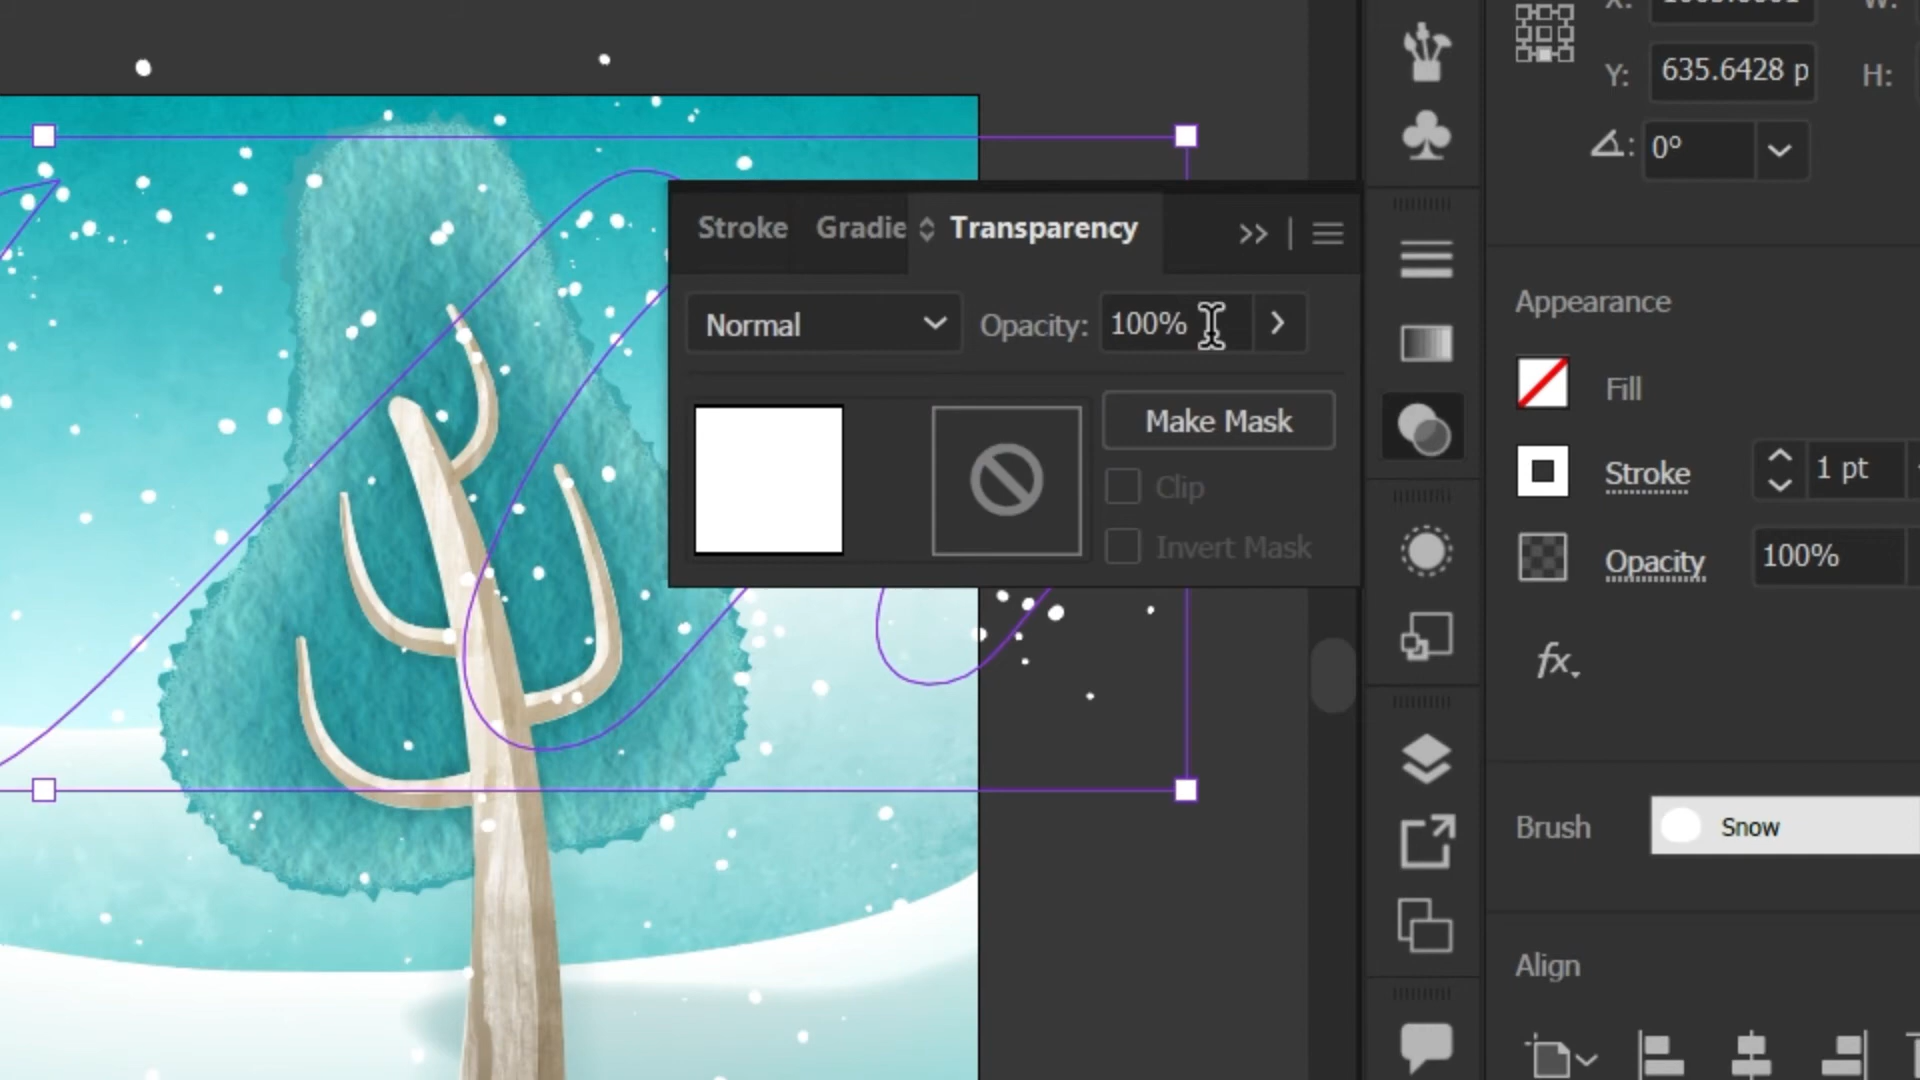 Y: 635.6428 p H:
: 0°
Stroke Gradie Transparency
Normal Opacity: 100%
Make Mask
Clip
Invert Mask
Appearance
Fill
Stroke 1 pt
Opacity 100%
fx
Brush Snow
Align